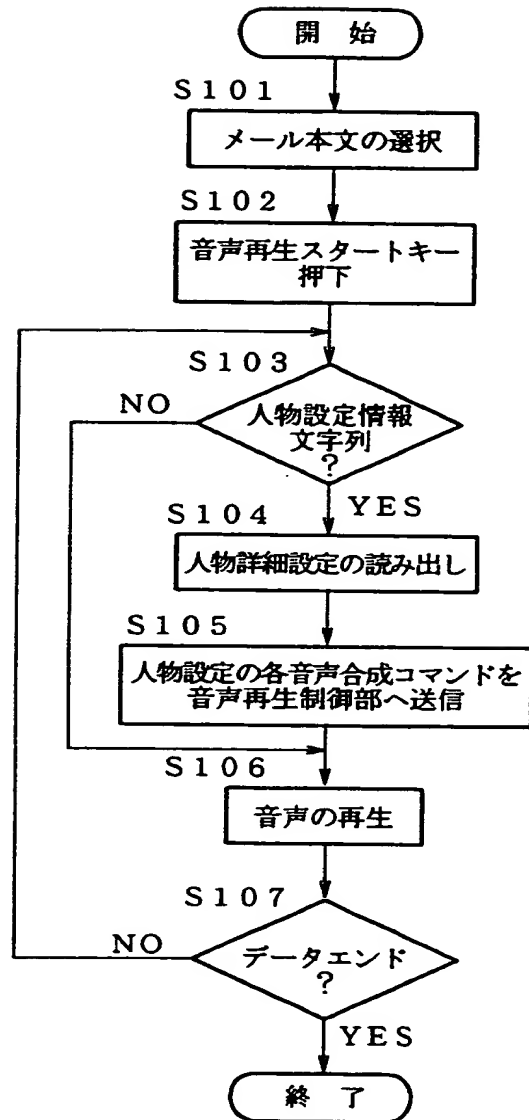 開 始
S101
メール本文の選択
S102
音声再生スタートキー
押下
S103
NO
人物設定情報
文字列
?
YES
S104
人物詳細設定の読み出し
S105
人物設定の各音声合成コマンドを
音声再生制御部へ送信
S106
音声の再生
S107
NO
データエンド
?
YES
終 了